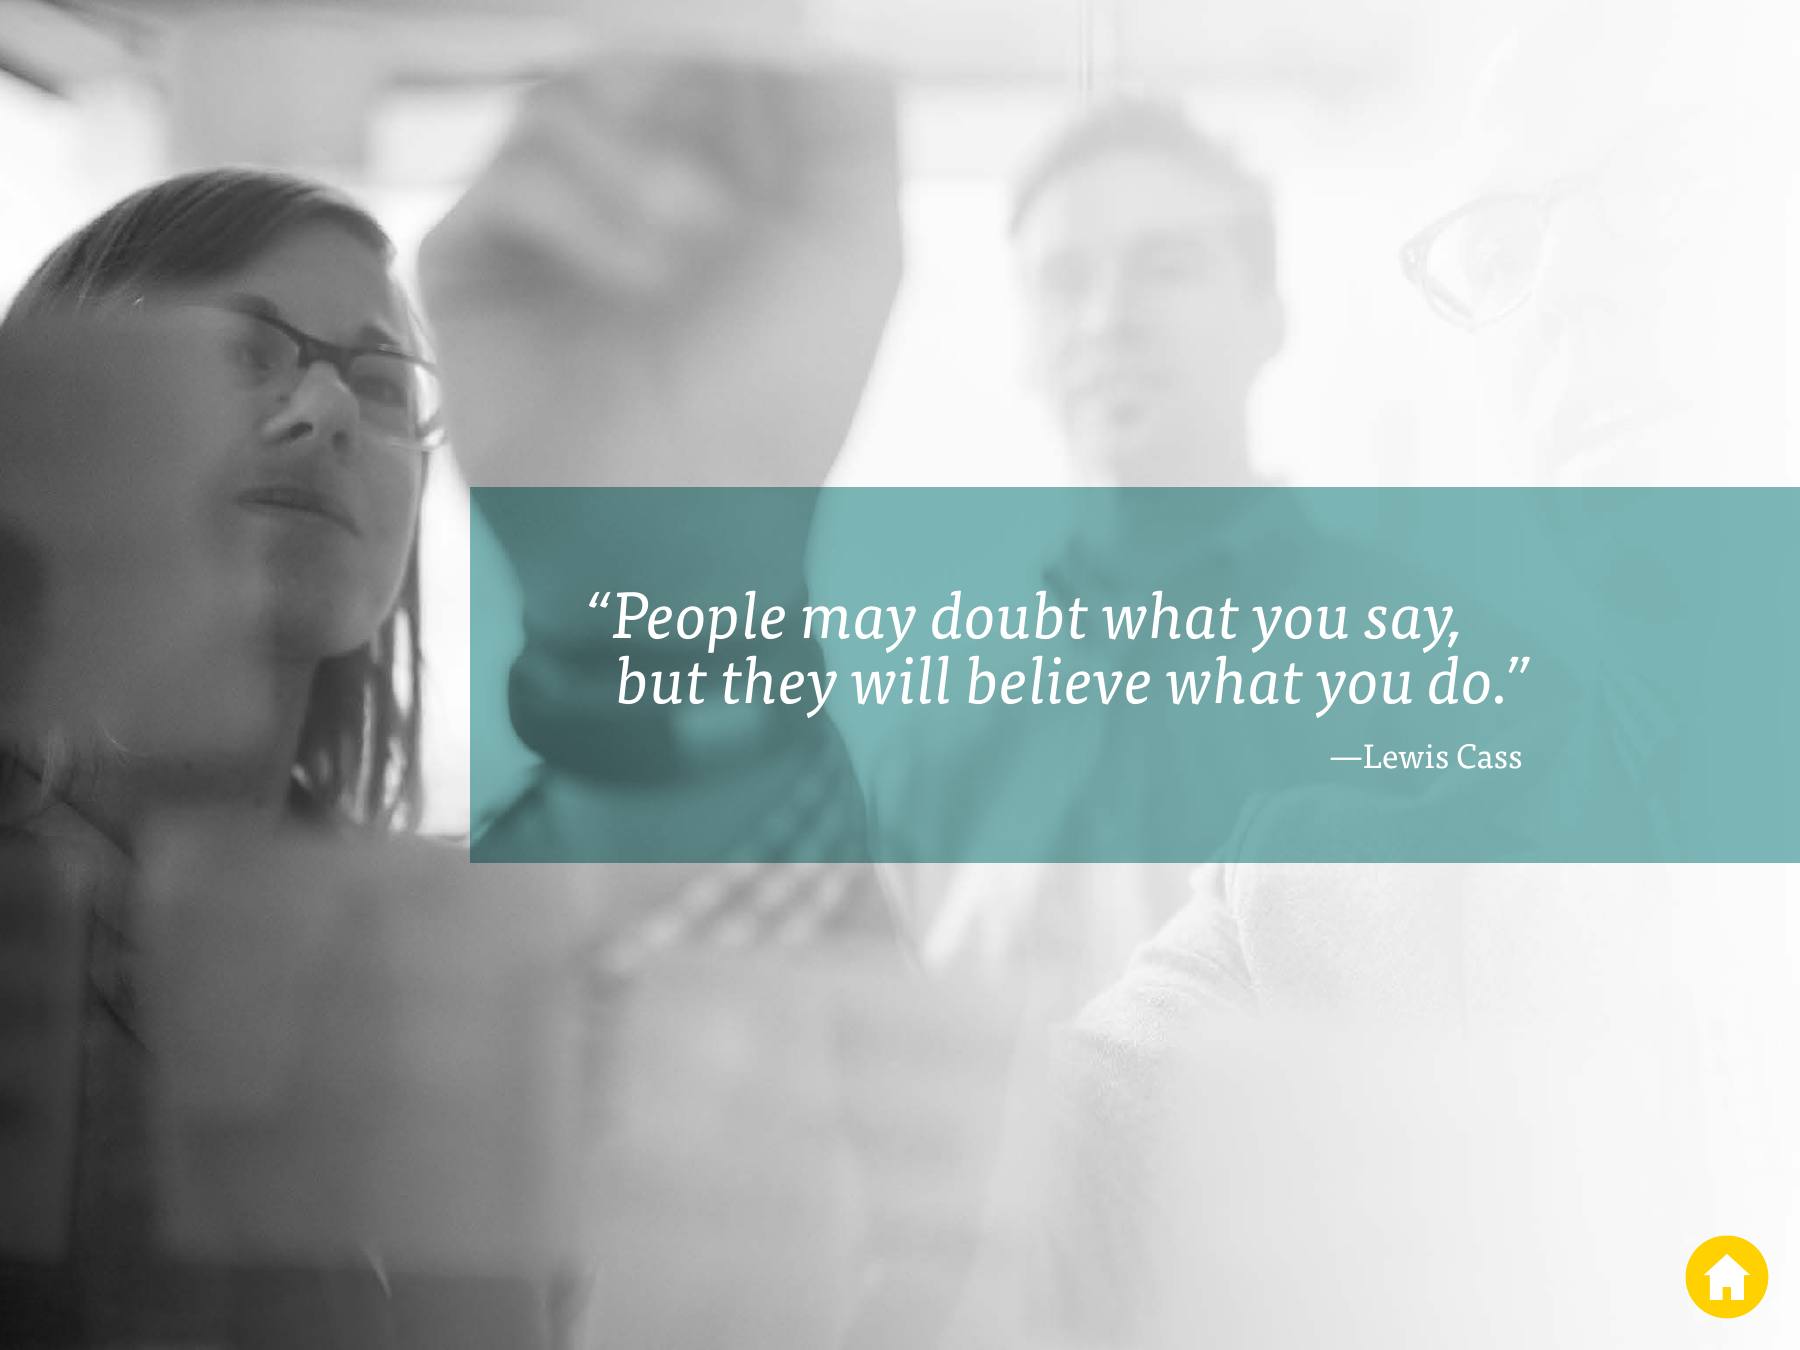 “People may doubt what you say,
but they will believe what you do.”
—Lewis Cass